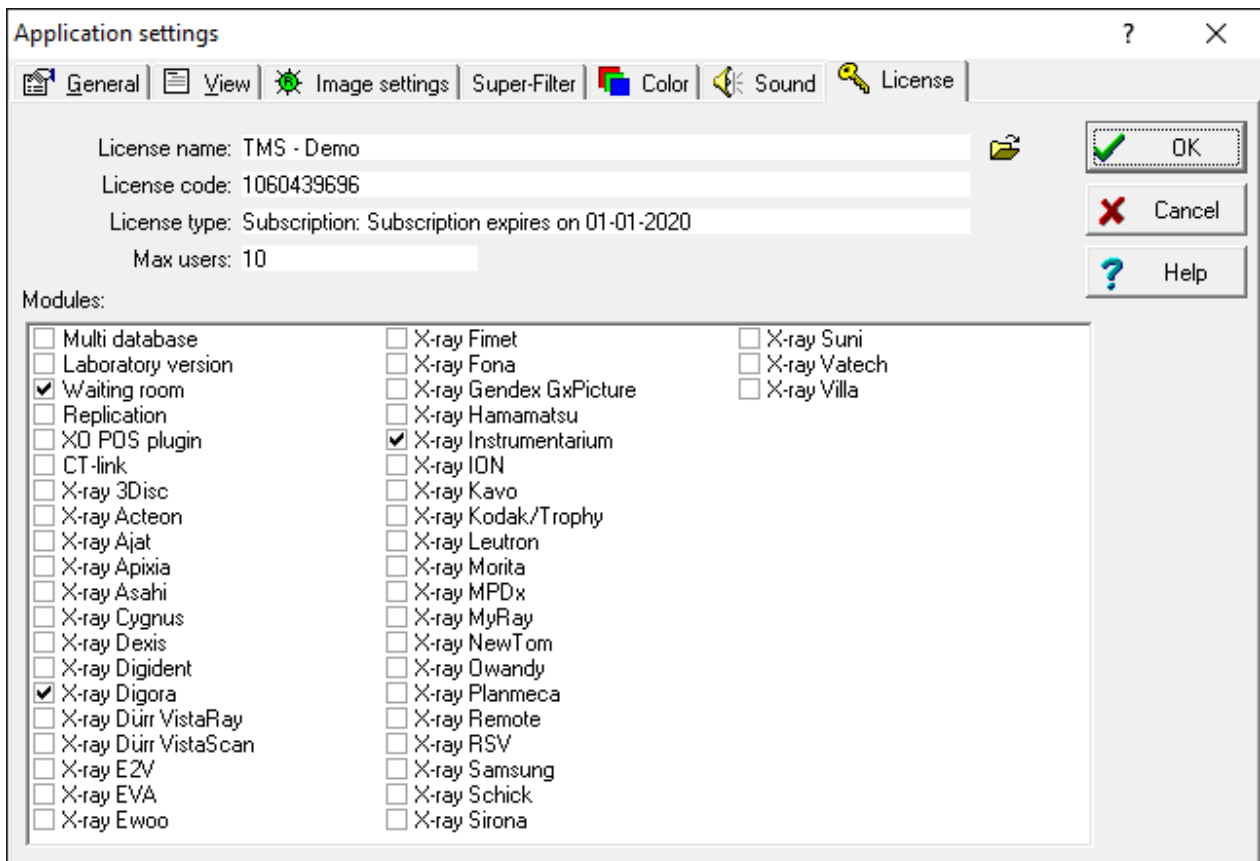 Application settings
?
General
View
Image settings
Super-Filter
Color
Sound
License
License name: TMS - Demo
License code: 1060439696
License type: Subscription: Subscription expires on 01-01-2020
Max users: 10
OK
Cancel
? Help
Modules:
Multi database
Laboratory version
Waiting room
Replication
XO POS plugin
CT-link
X-ray 3Disc
X-ray Acteon
X-ray Ajat
X-ray Apixia
X-ray Asahi
X-ray Cygnus
X-ray Dexis
X-ray Digident
X-ray Digora
X-ray Dürr VistaRay
X-ray Dürr VistaScan
X-ray E2V
X-ray EVA
X-ray Ewoo
X-ray Fimet
X-ray Fona
X-ray Gendex GxPicture
X-ray Hamamatsu
X-ray Instrumentarium
X-ray ION
X-ray Kavo
X-ray Kodak/Trophy
X-ray Leutron
X-ray Morita
X-ray MPDx
X-ray MyRay
X-ray NewTom
X-ray Owandy
X-ray Planmeca
X-ray Remote
X-ray RSV
X-ray Samsung
X-ray Schick
X-ray Sirona
X-ray Suni
X-ray Vatech
X-ray Villa